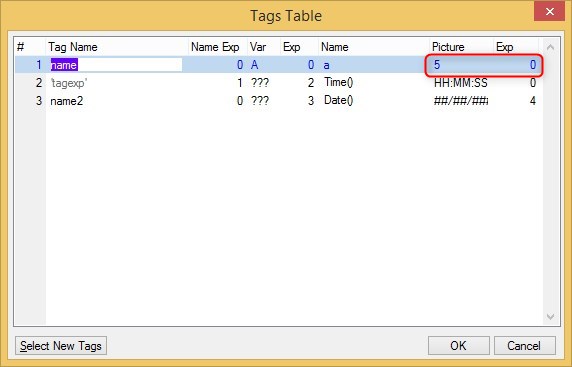 Tags Table
# Tag Name Name Exp Var Exp Name Picture Exp
1 name 0 A 0 a 5 0
2 'tagexp' 1 ??? 2 Time() HH:MM:SS 0
3 name2 0 ??? 3 Date() ##/##/## 4
Select New Tags OK Cancel